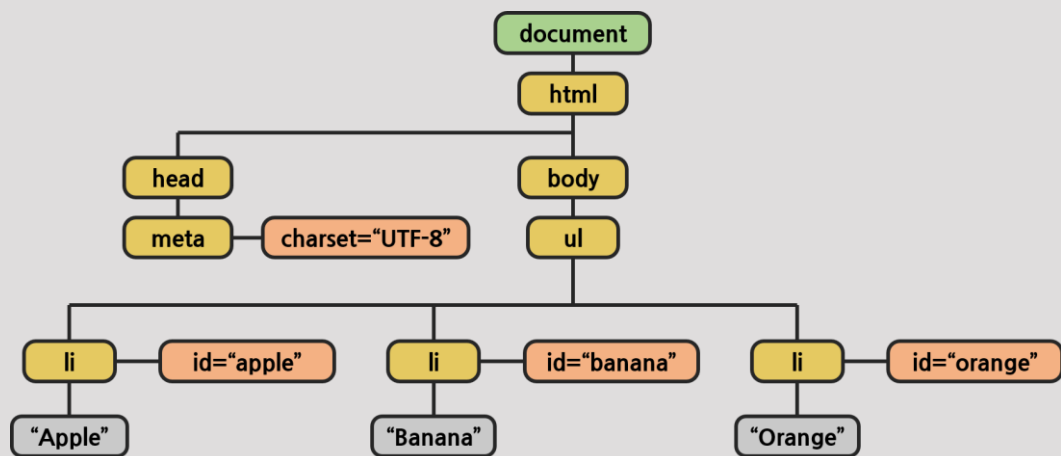 document
html
head
body
meta
charset=“UTF-8”
ul
li
id=“apple”
li
id=“banana”
li
id=“orange”
“Apple”
“Banana”
“Orange”